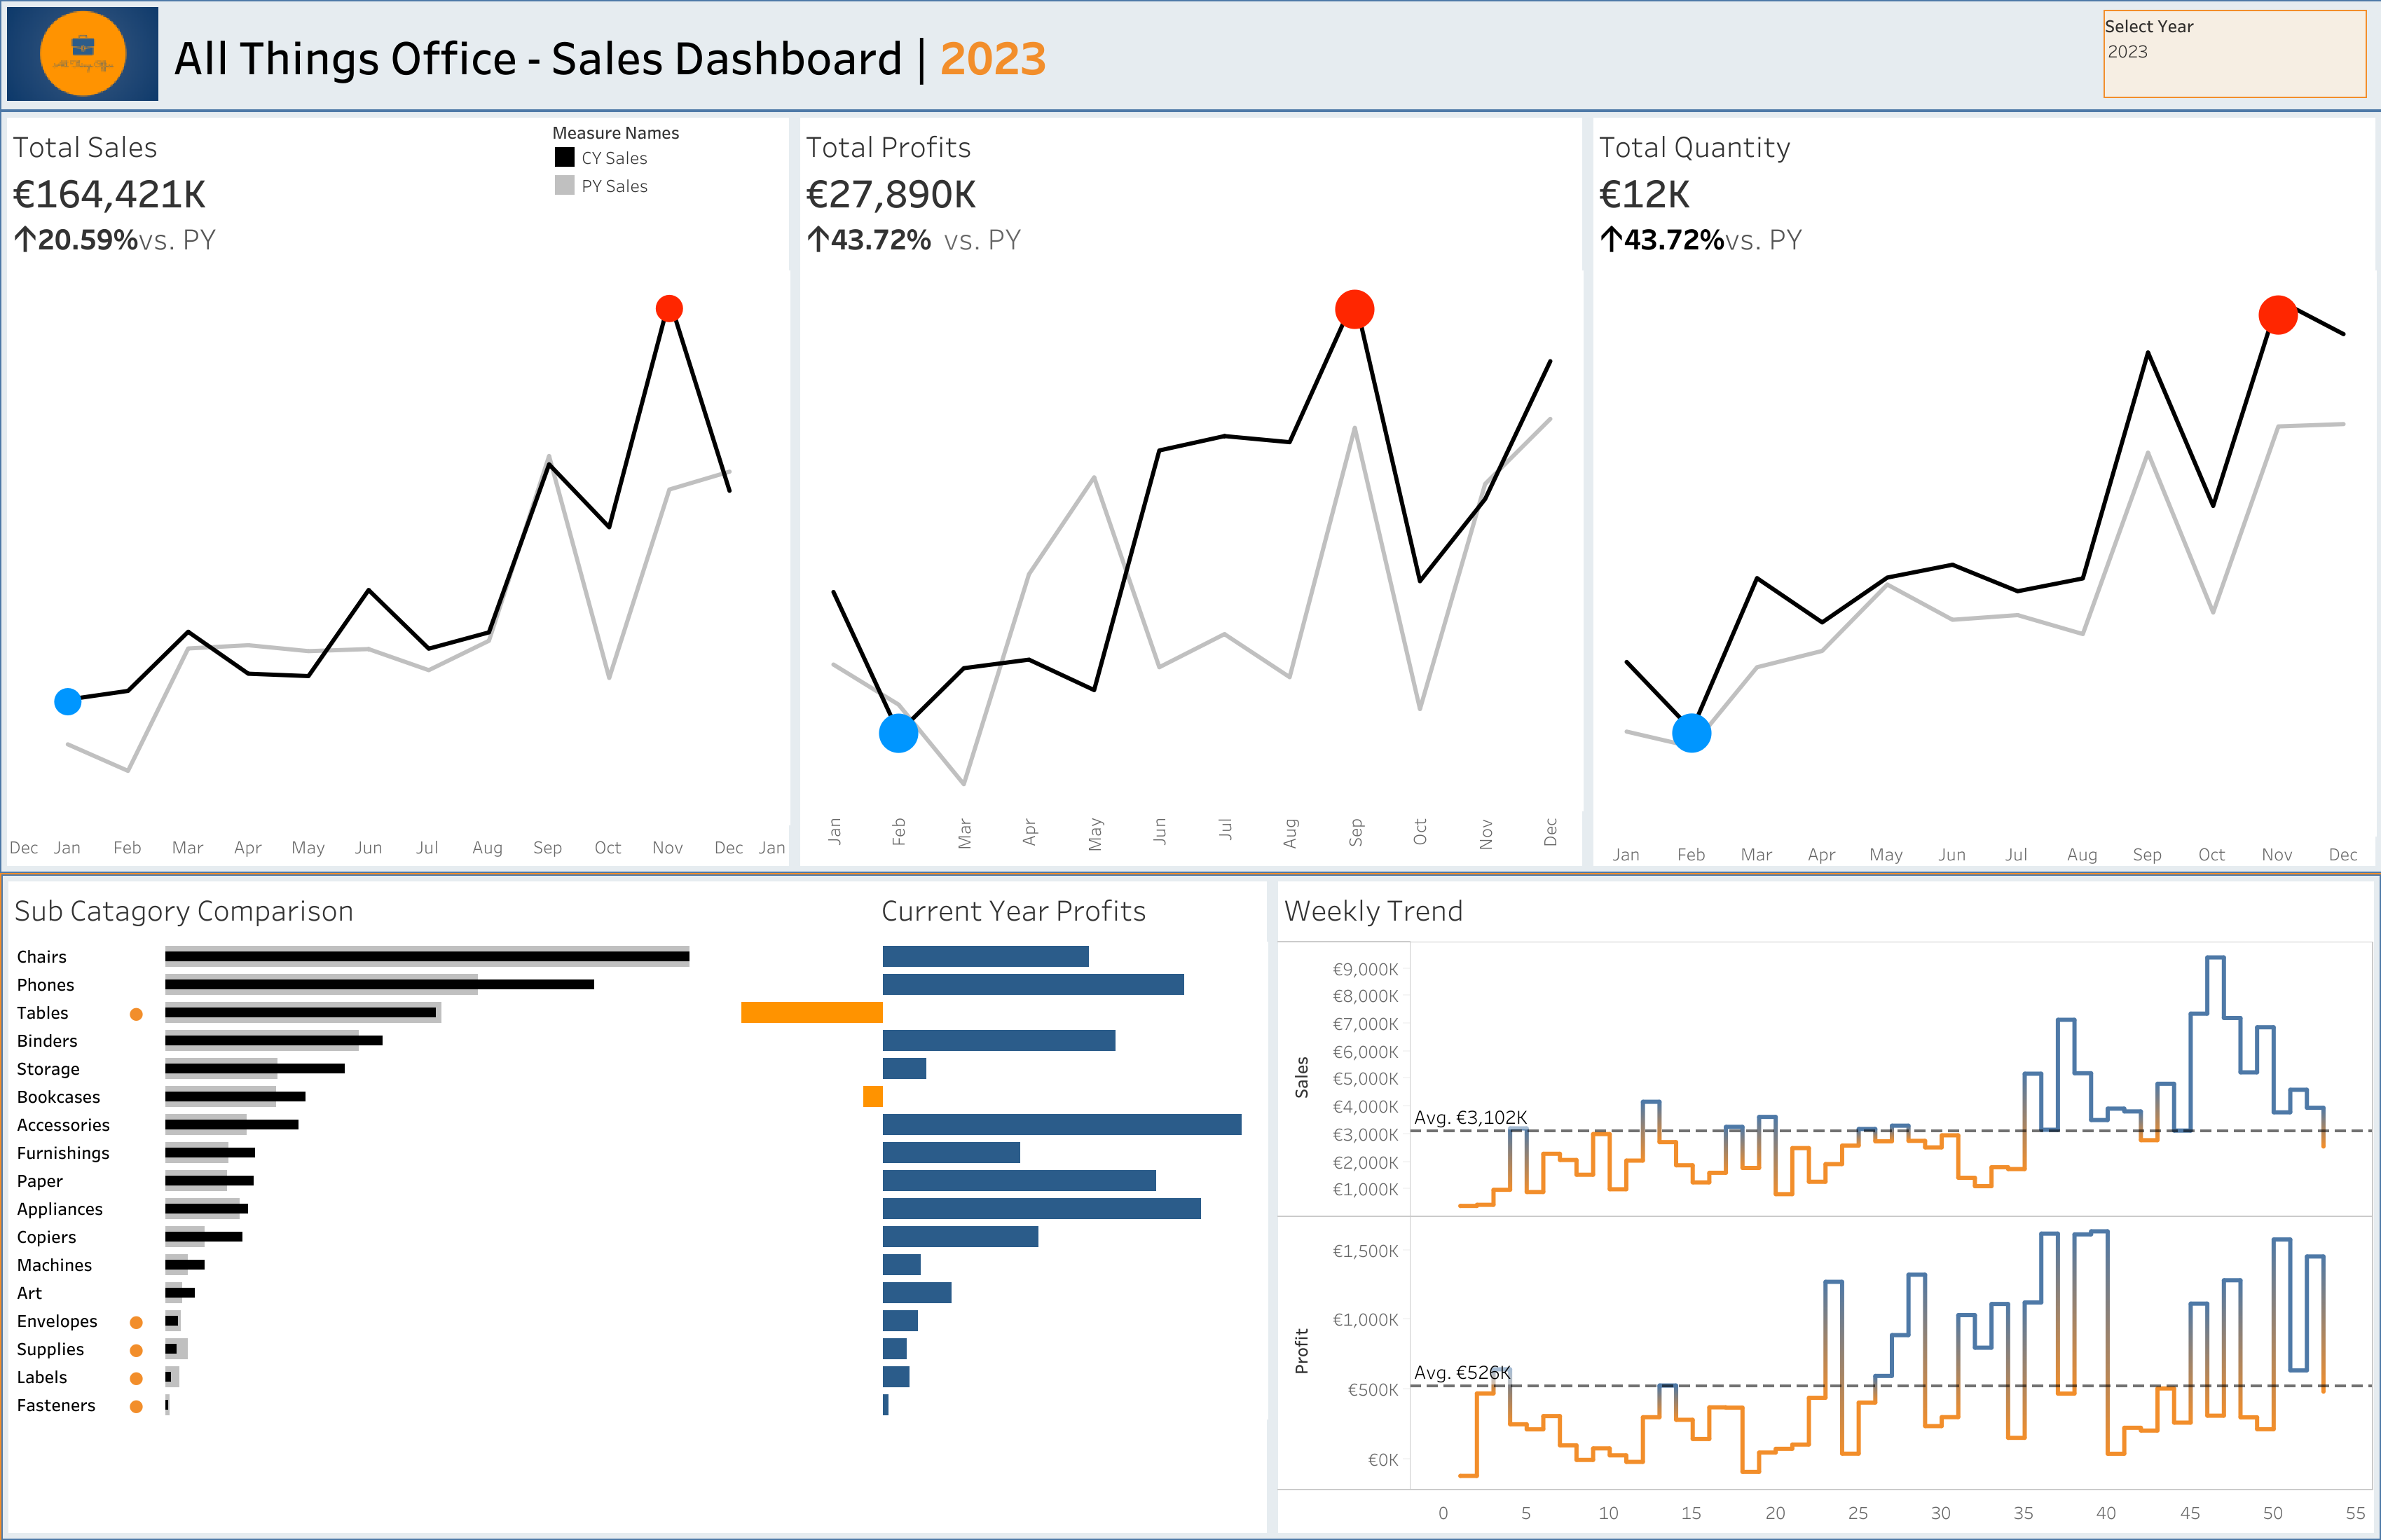 All Things Office
All Things Office - Sales Dashboard | 2023
Select Year
2023
Total Sales
€164,421K
↑20.59%vs. PY
Measure Names
CY Sales
PY Sales
Dec Jan Feb Mar Apr May Jun Jul Aug Sep Oct Nov Dec Jan
Total Profits
€27,890K
↑43.72% vs. PY
Jan Feb Mar Apr May Jun Jul Aug Sep Oct Nov Dec
Total Quantity
€12K
↑43.72%vs. PY
Jan Feb Mar Apr May Jun Jul Aug Sep Oct Nov Dec
Sub Catagory Comparison
Chairs
Phones
Tables
Binders
Storage
Bookcases
Accessories
Furnishings
Paper
Appliances
Copiers
Machines
Art
Envelopes
Supplies
Labels
Fasteners
Current Year Profits
Weekly Trend
Sales
€9,000K
€8,000K
€7,000K
€6,000K
€5,000K
€4,000K
€3,000K
€2,000K
€1,000K
Avg. €3,102K
Profit
€1,500K
€1,000K
€500K
€0K
Avg. €526K
0 5 10 15 20 25 30 35 40 45 50 55